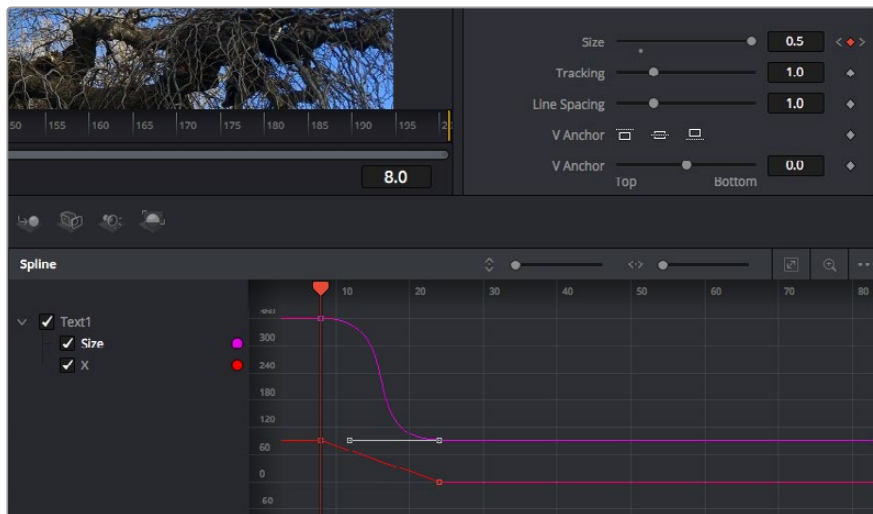 Size 0.5
Tracking 1.0
Line Spacing 1.0
V Anchor
V Anchor 0.0
Top Bottom
50 155 160 165 170 175 180 185 190 195
8.0
Spline
10 20 30 40 50 60 70 80
Text1
Size
X
300
240
180
120
60
0
60